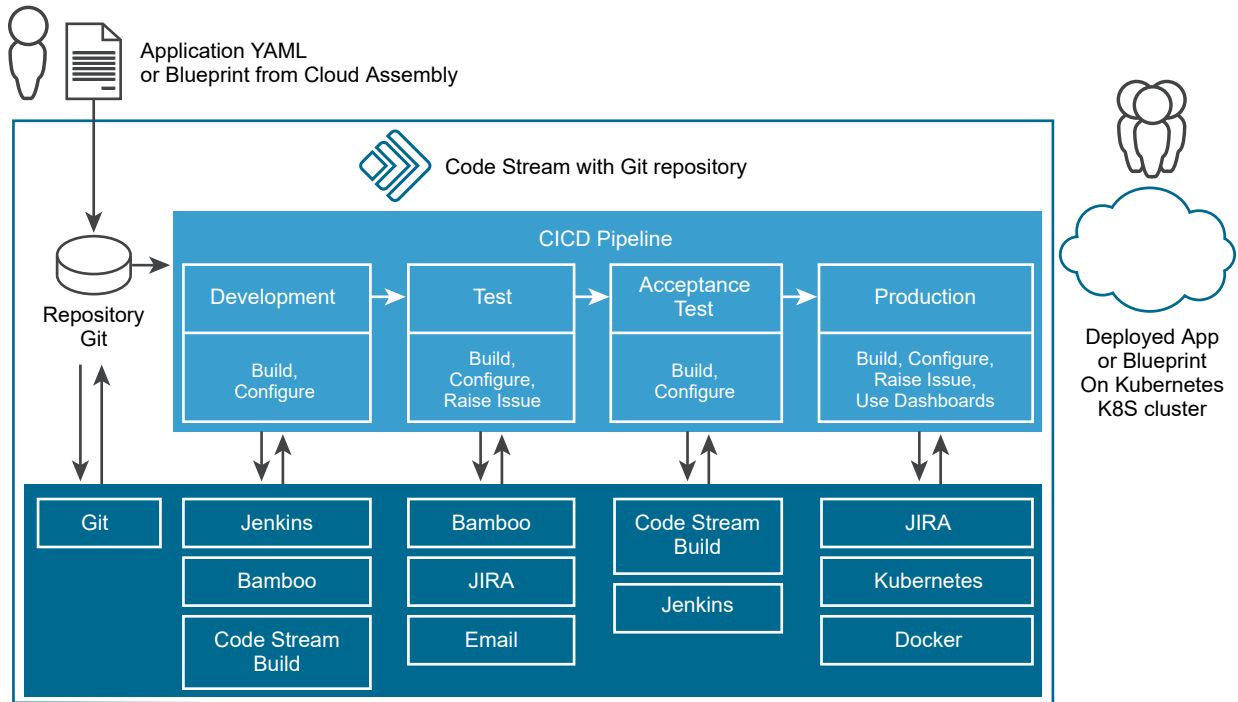 Application YAML
or Blueprint from Cloud Assembly
Code Stream with Git repository
CICD Pipeline
Repository
Git
Development
Build,
Configure
Test
Build,
Configure,
Raise Issue
Acceptance
Test
Build,
Configure
Production
Build, Configure,
Raise Issue,
Use Dashboards
Deployed App
or Blueprint
On Kubernetes
K8S cluster
Git
Jenkins
Bamboo
Code Stream
Build
Bamboo
JIRA
Email
Code Stream
Build
Jenkins
JIRA
Kubernetes
Docker